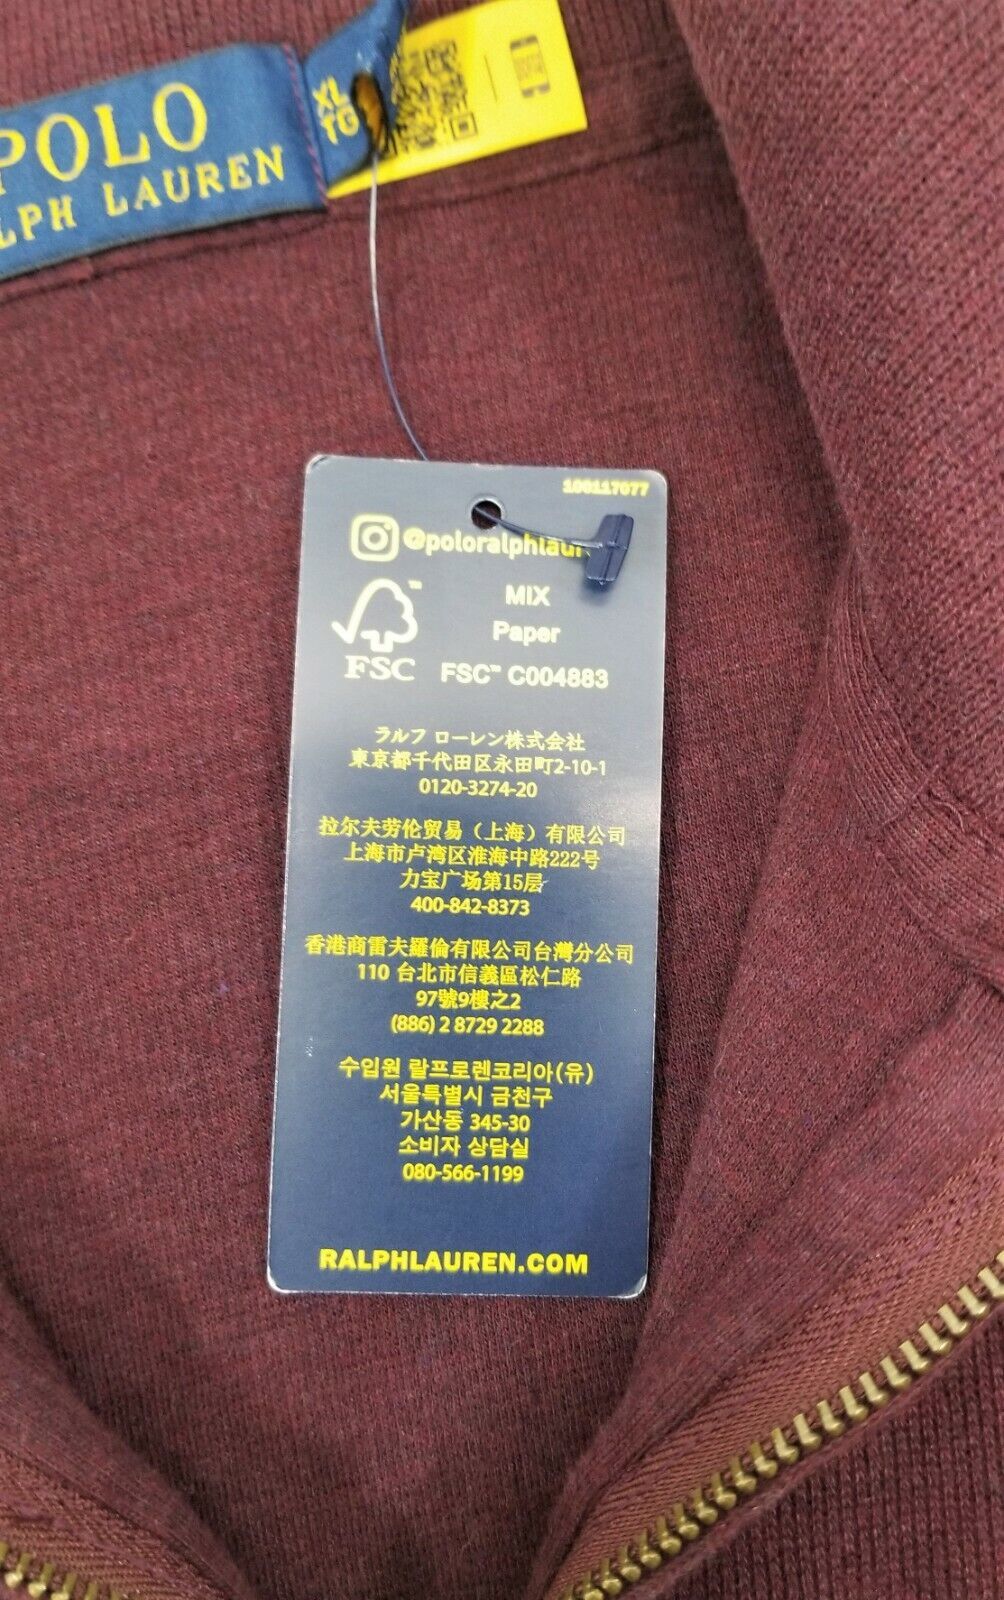 POLO
LPH LAUREN
XL
TG
100117077
@poloralphlaur
MIX
Paper
FSC
FSC™ C004883
ラルフ ローレン株式会社
東京都千代田区永田町2-10-1
0120-3274-20
拉尔夫劳伦贸易（上海）有限公司
上海市卢湾区淮海中路222号
力宝广场第15层
400-842-8373
香港商雷夫羅倫有限公司台灣分公司
110 台北市信義區松仁路
97號9樓之2
(886) 2 8729 2288
수입원 랄프로렌코리아(유)
서울특별시 금천구
가산동 345-30
소비자 상담실
080-566-1199
RALPHLAUREN.COM